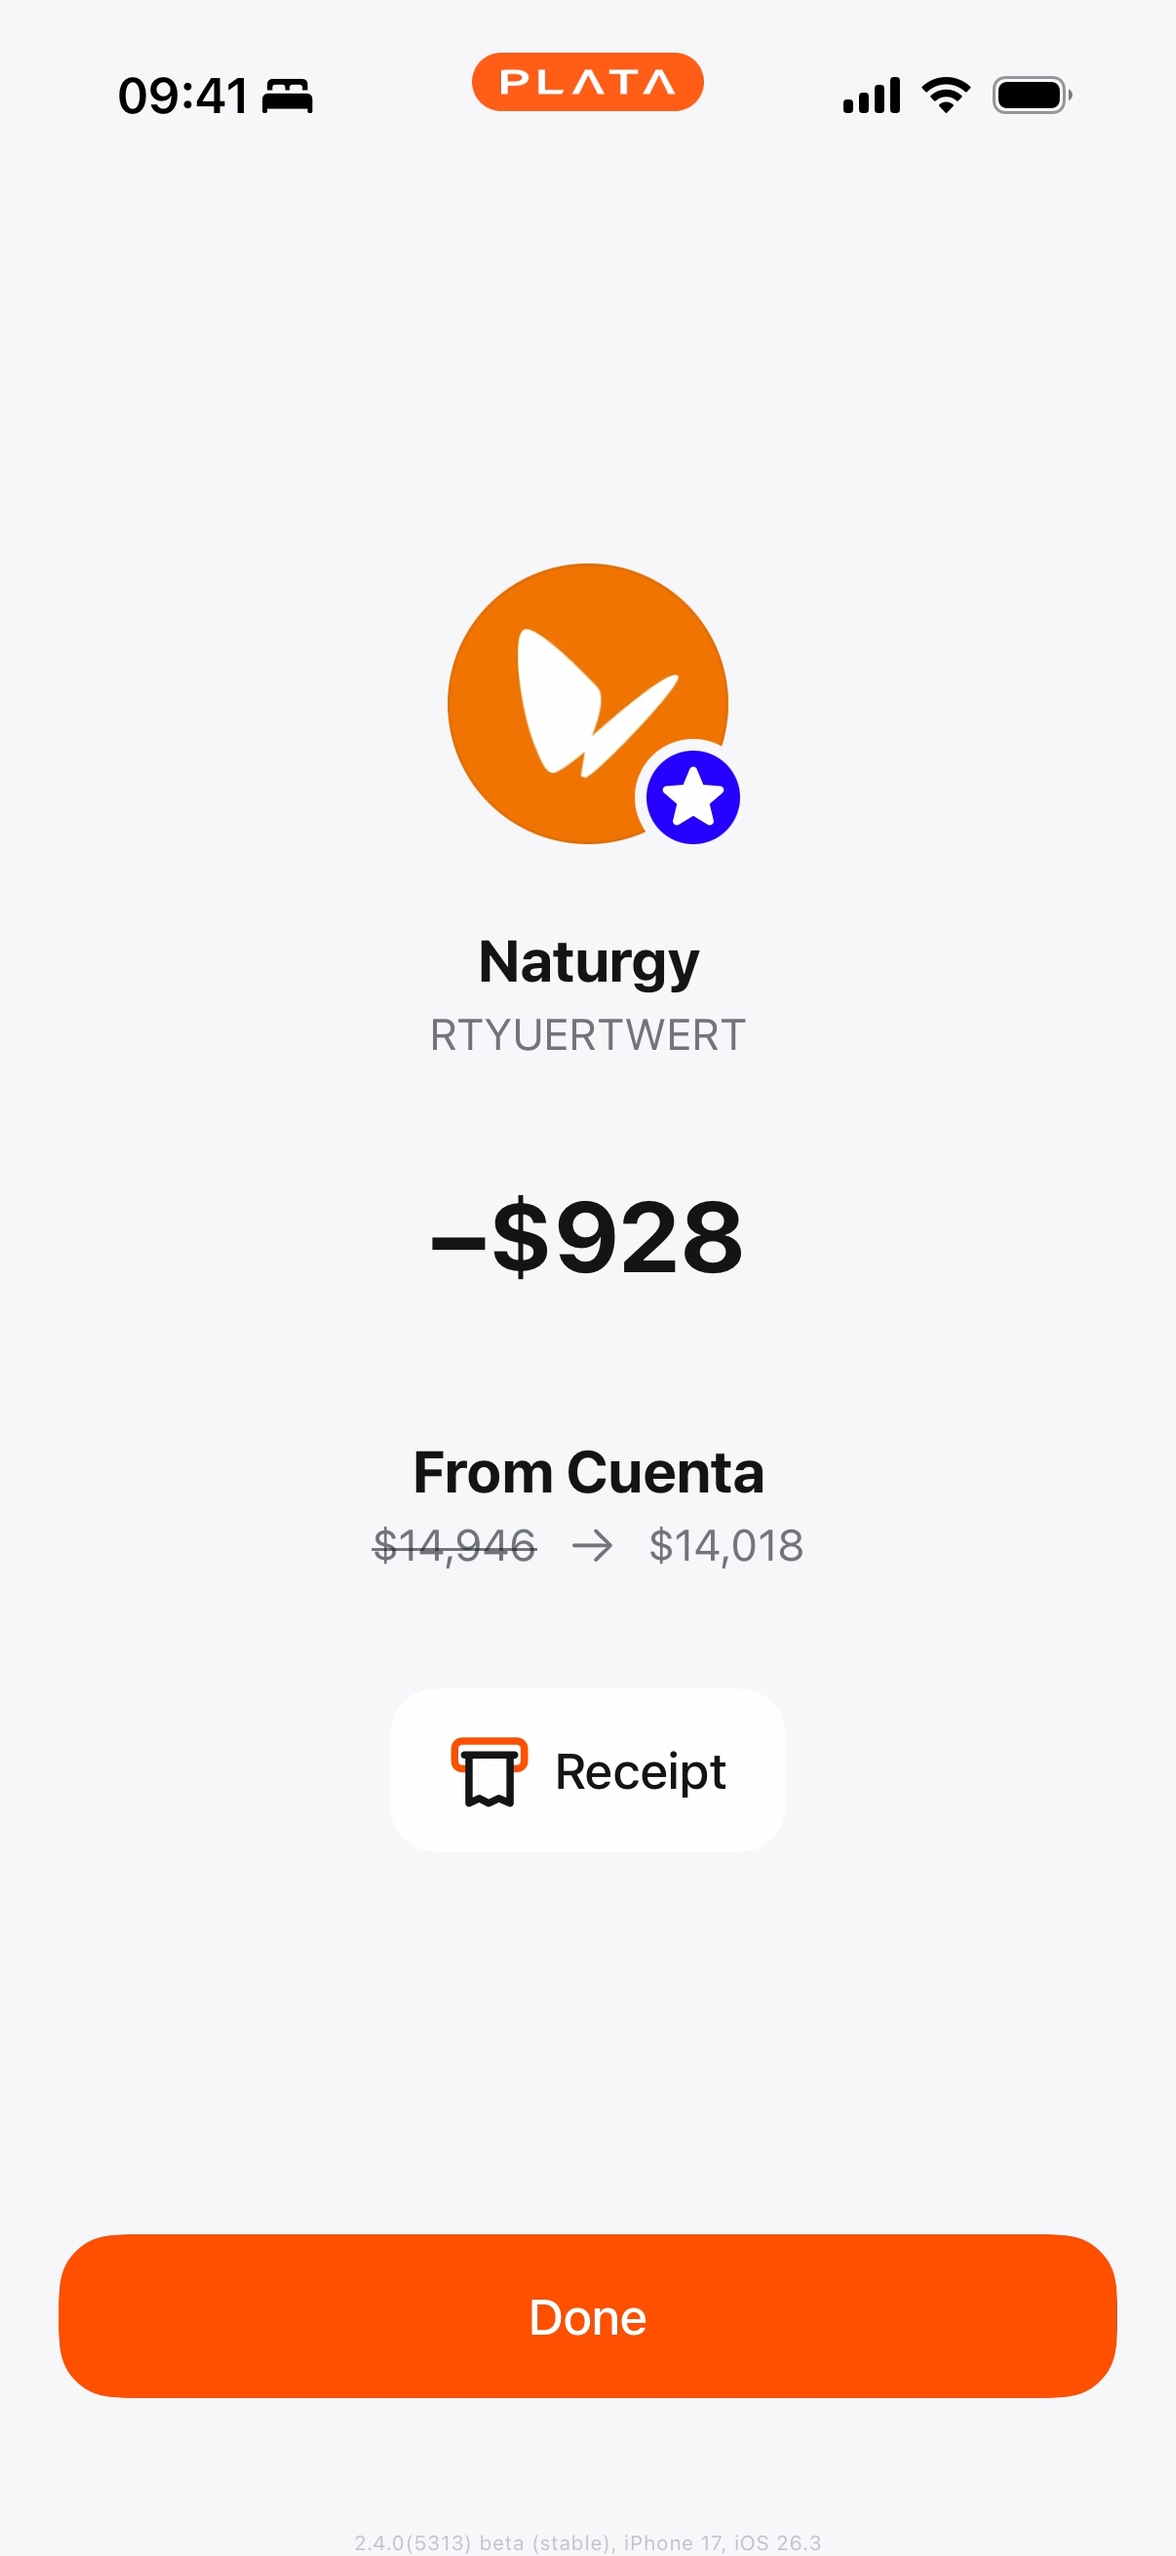 09:41
PLATA
Naturgy
RTYUERTWERT
–$928
From Cuenta
$14,946 → $14,018
Receipt
Done
2.4.0(5313) beta (stable), iPhone 17, iOS 26.3